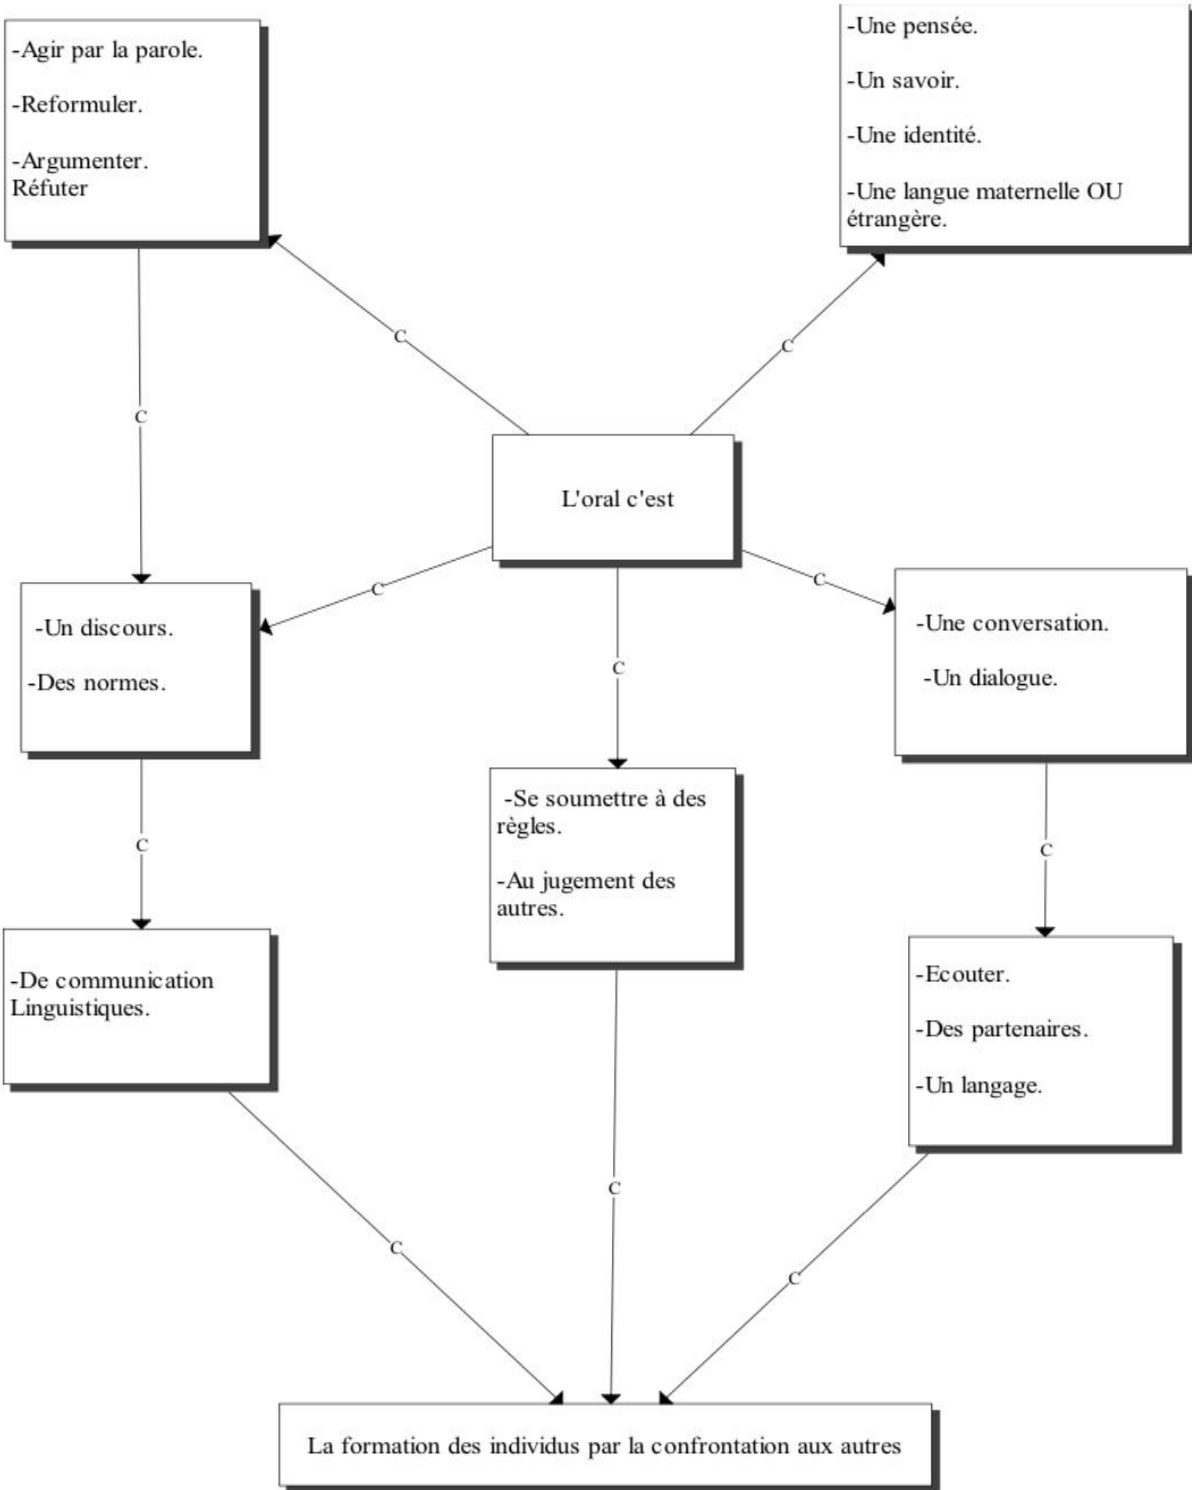 -Agir par la parole.
-Reformuler.
-Argumenter.
Réfuter
-Une pensée.
-Un savoir.
-Une identité.
-Une langue maternelle OU
étrangère.
C
C
C
L'oral c'est
C
C
C
-Un discours.
-Des normes.
-Une conversation.
-Un dialogue.
-Se soumettre à des
règles.
-Au jugement des
autres.
C
C
-De communication
Linguistiques.
-Ecouter.
-Des partenaires.
-Un langage.
C
C
C
La formation des individus par la confrontation aux autres